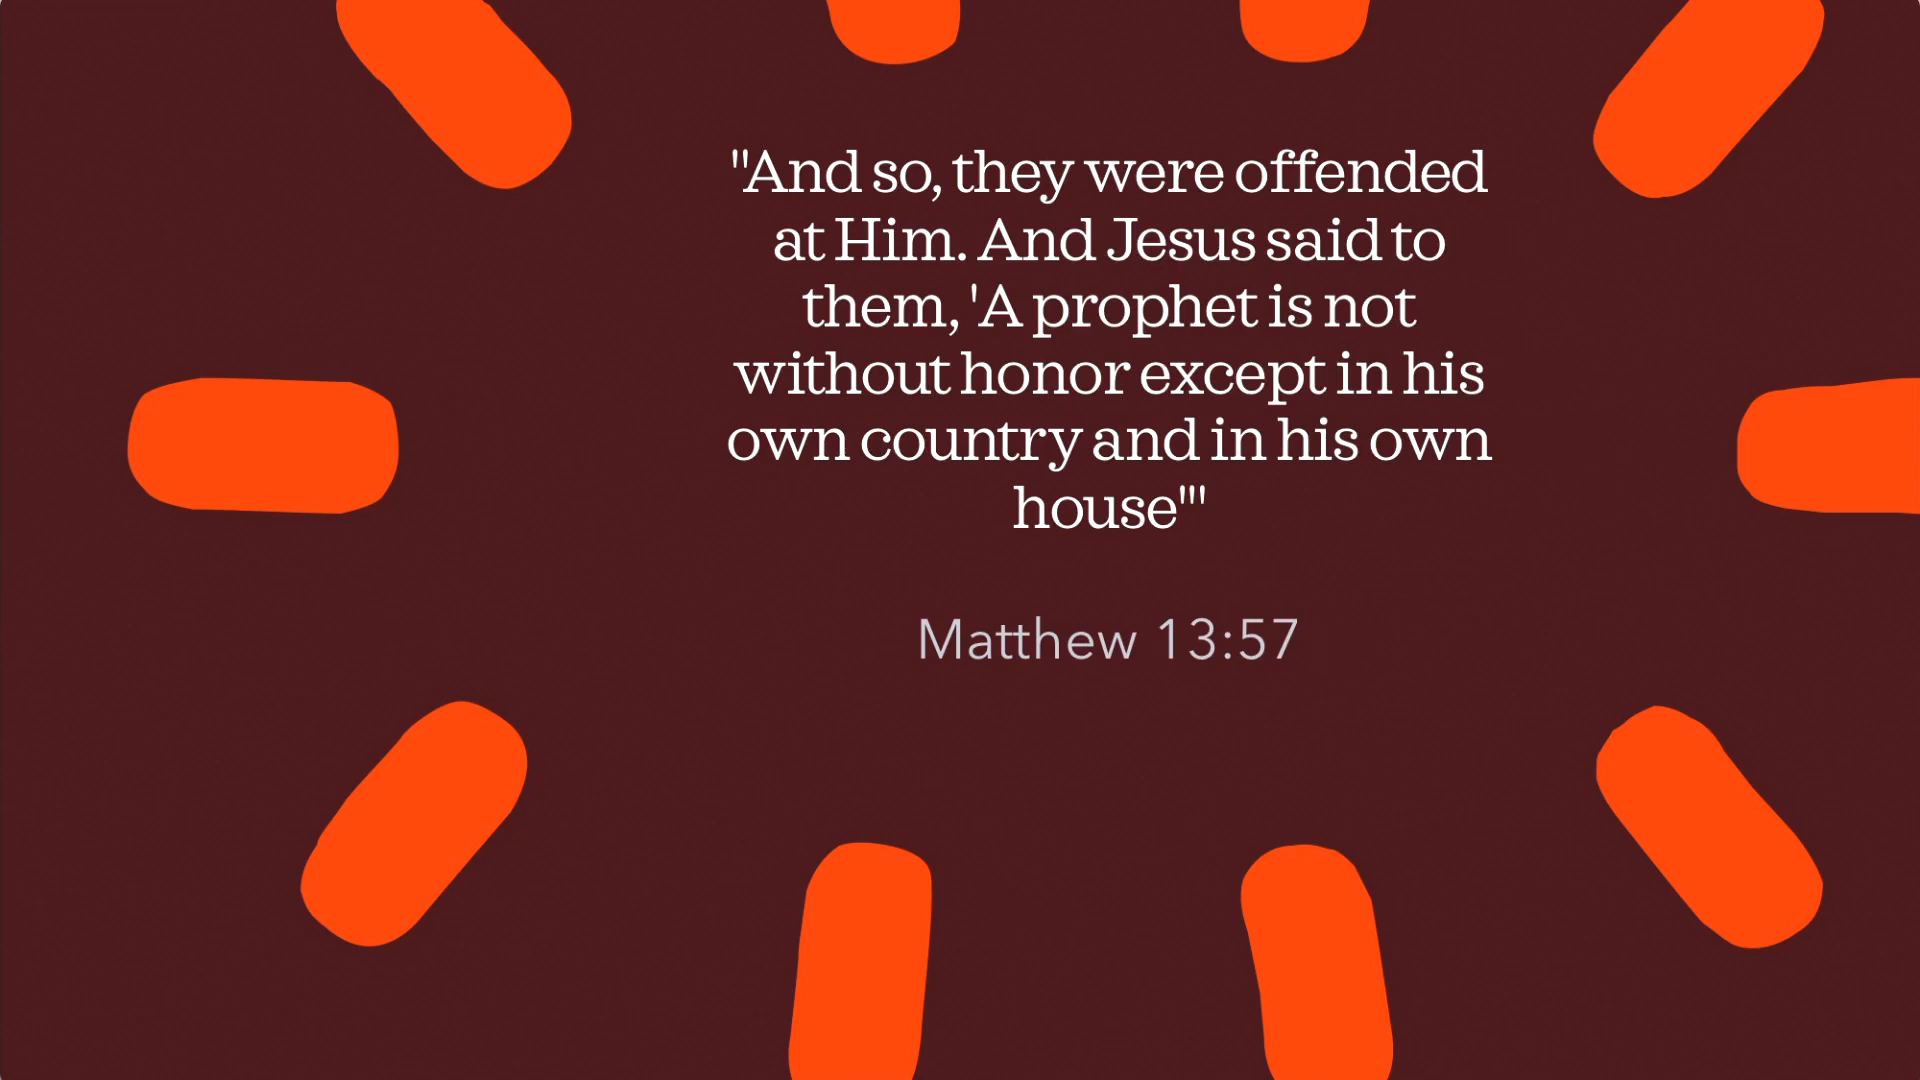 "And so, they were offended
at Him. And Jesus said to
them, 'A prophet is not
without honor except in his
own country and in his own
house'"
Matthew 13:57